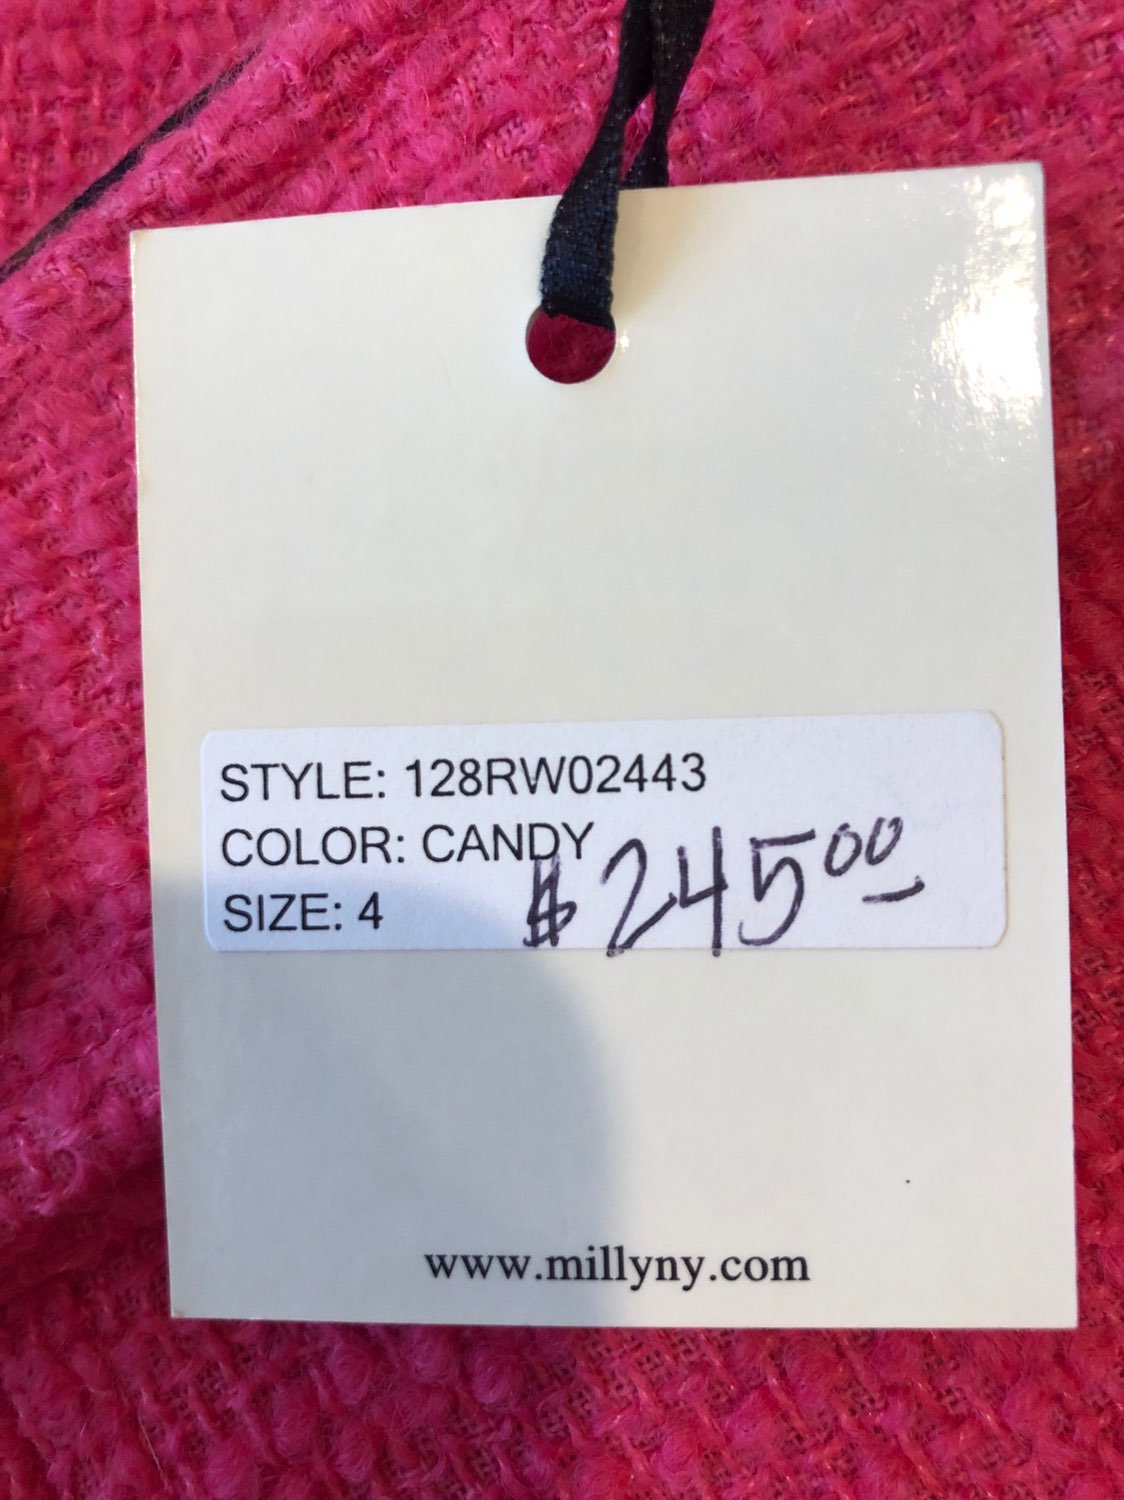 STYLE: 128RW02443
COLOR: CANDY
SIZE: 4
$245.00
www.millyny.com